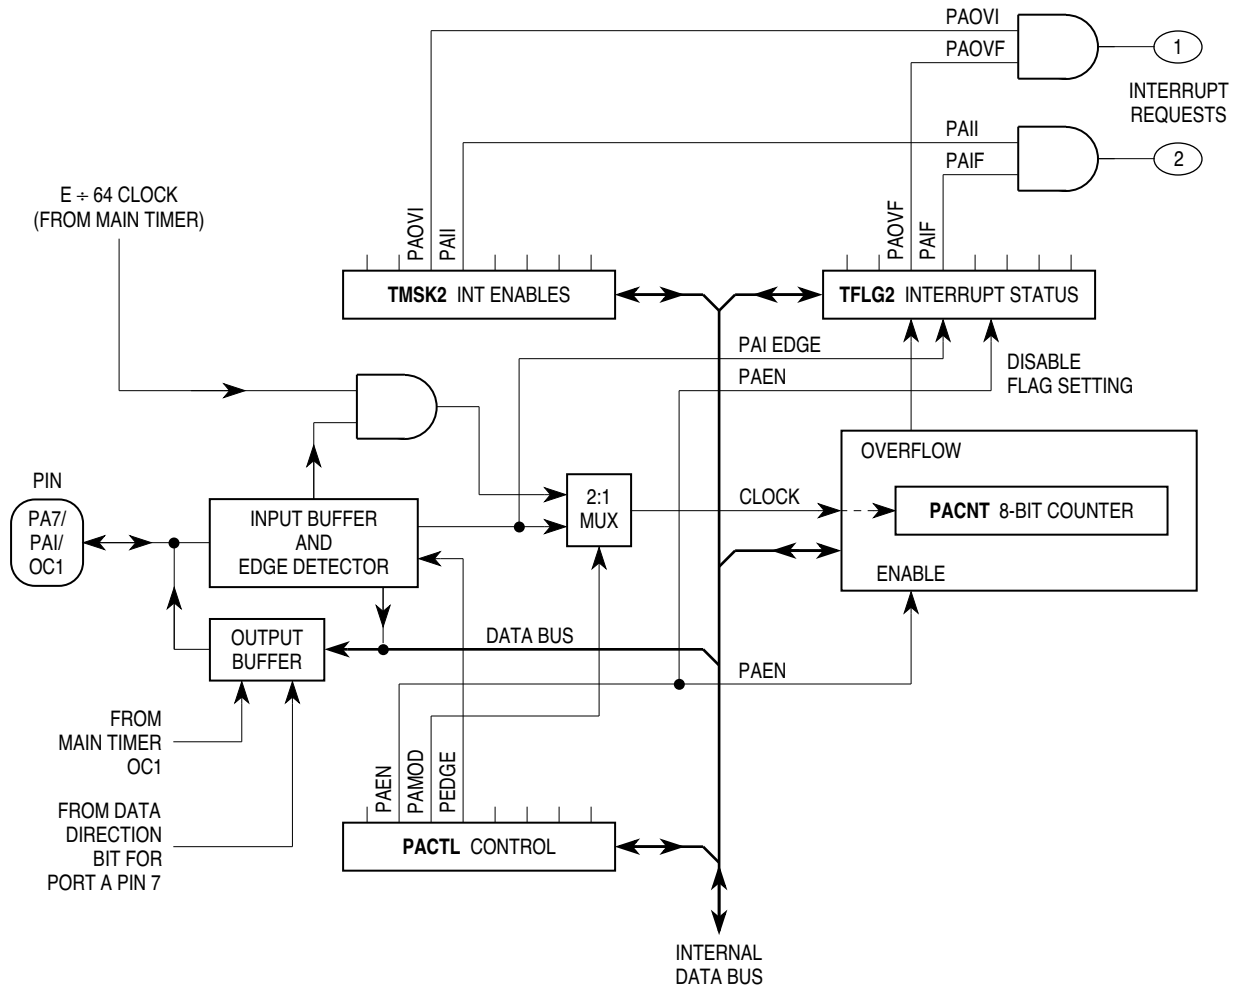 PAOVI
PAOVF
1
INTERRUPT
REQUESTS
PAII
PAIF
2
E ÷ 64 CLOCK
(FROM MAIN TIMER)
PAOVI
PAII
PAOVF
PAIF
TMSK2 INT ENABLES
TFLG2 INTERRUPT STATUS
PAI EDGE
PAEN
DISABLE
FLAG SETTING
OVERFLOW
PIN
PA7/
PAI/
OC1
INPUT BUFFER
AND
EDGE DETECTOR
2:1
MUX
CLOCK
PACNT 8-BIT COUNTER
ENABLE
OUTPUT
BUFFER
DATA BUS
PAEN
FROM
MAIN TIMER
OC1
PAEN
PAMOD
PEDGE
FROM DATA
DIRECTION
BIT FOR
PORT A PIN 7
PACTL CONTROL
INTERNAL
DATA BUS